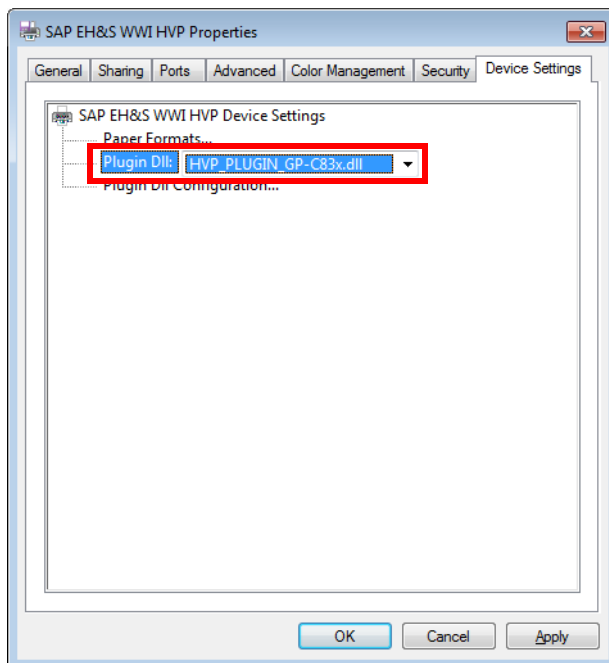 SAP EH&S WWI HVP Properties
General Sharing Ports Advanced Color Management Security Device Settings
SAP EH&S WWI HVP Device Settings
Paper Formats...
Plugin Dll: HVP_PLUGIN_GP-C83x.dll
Plugin Dll Configuration...
OK Cancel Apply